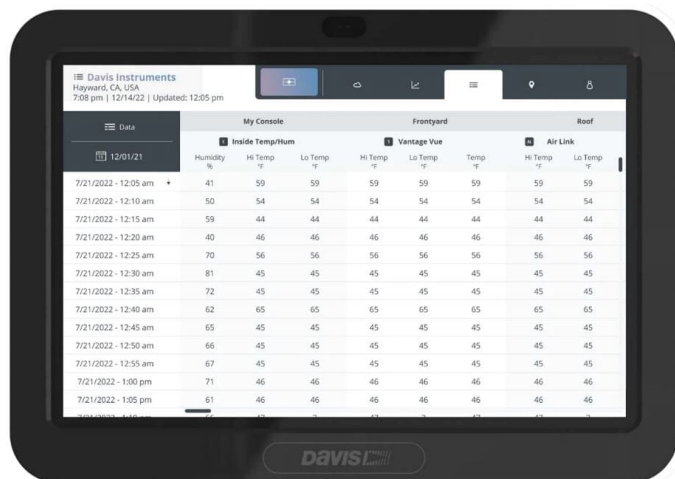 Davis Instruments
Hayward, CA, USA
7:08 pm | 12/14/22 | Updated: 12:05 pm
Data
My Console Frontyard Roof
Inside Temp/Hum Vantage Vue Air Link
12/01/21
Humidity % Hi Temp °F Lo Temp °F Hi Temp °F Lo Temp °F Temp °F Hi Temp °F Lo Temp °F
7/21/2022 - 12:05 am 41 59 59 59 59 59 59 59
7/21/2022 - 12:10 am 50 54 54 54 54 54 54 54
7/21/2022 - 12:15 am 59 44 44 44 44 44 44 44
7/21/2022 - 12:20 am 40 46 46 46 46 46 46 46
7/21/2022 - 12:25 am 70 56 56 56 56 56 56 56
7/21/2022 - 12:30 am 81 45 45 45 45 45 45 45
7/21/2022 - 12:35 am 72 45 45 45 45 45 45 45
7/21/2022 - 12:40 am 62 65 65 65 65 65 65 65
7/21/2022 - 12:45 am 65 45 45 45 45 45 45 45
7/21/2022 - 12:50 am 66 45 45 45 45 45 45 45
7/21/2022 - 12:55 am 67 45 45 45 45 45 45 45
7/21/2022 - 1:00 pm 71 46 46 46 46 46 46 46
7/21/2022 - 1:05 pm 61 46 46 46 46 46 46 46
DAVIS